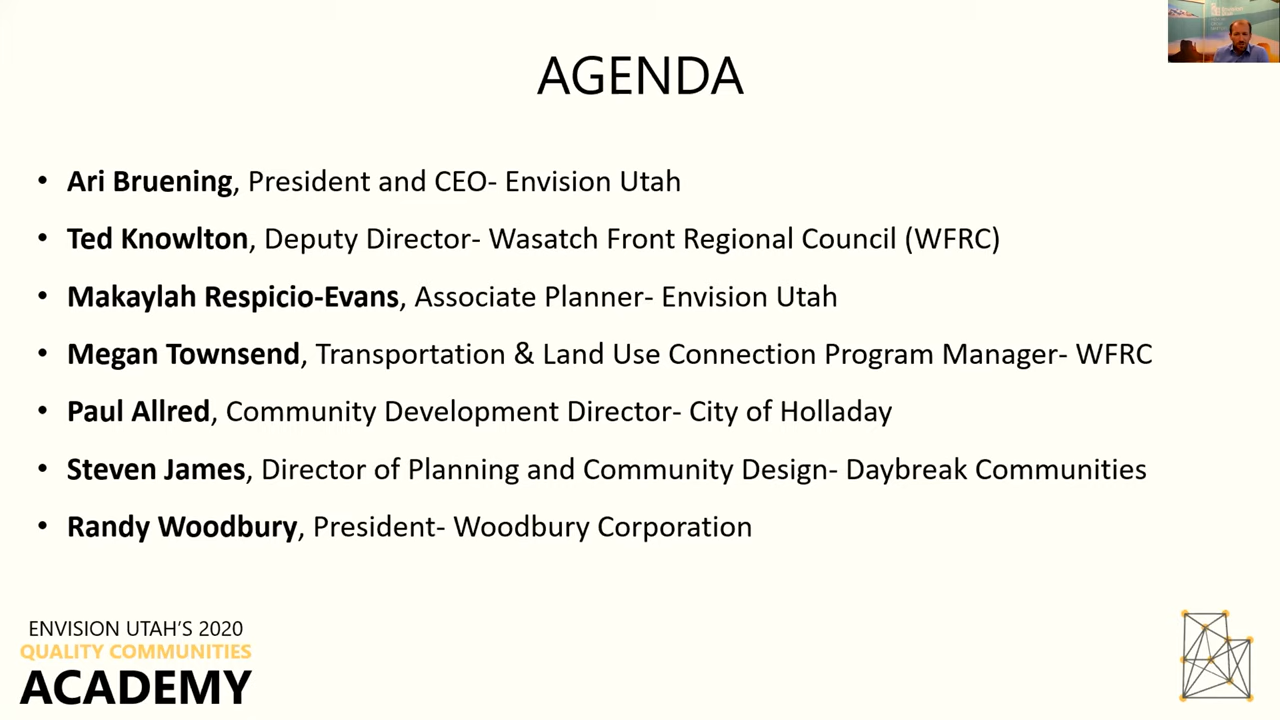 AGENDA
• Ari Bruening, President and CEO- Envision Utah
• Ted Knowlton, Deputy Director- Wasatch Front Regional Council (WFRC)
• Makaylah Respicio-Evans, Associate Planner- Envision Utah
• Megan Townsend, Transportation & Land Use Connection Program Manager- WFRC
• Paul Allred, Community Development Director- City of Holladay
• Steven James, Director of Planning and Community Design- Daybreak Communities
• Randy Woodbury, President- Woodbury Corporation
ENVISION UTAH'S 2020
QUALITY COMMUNITIES
ACADEMY